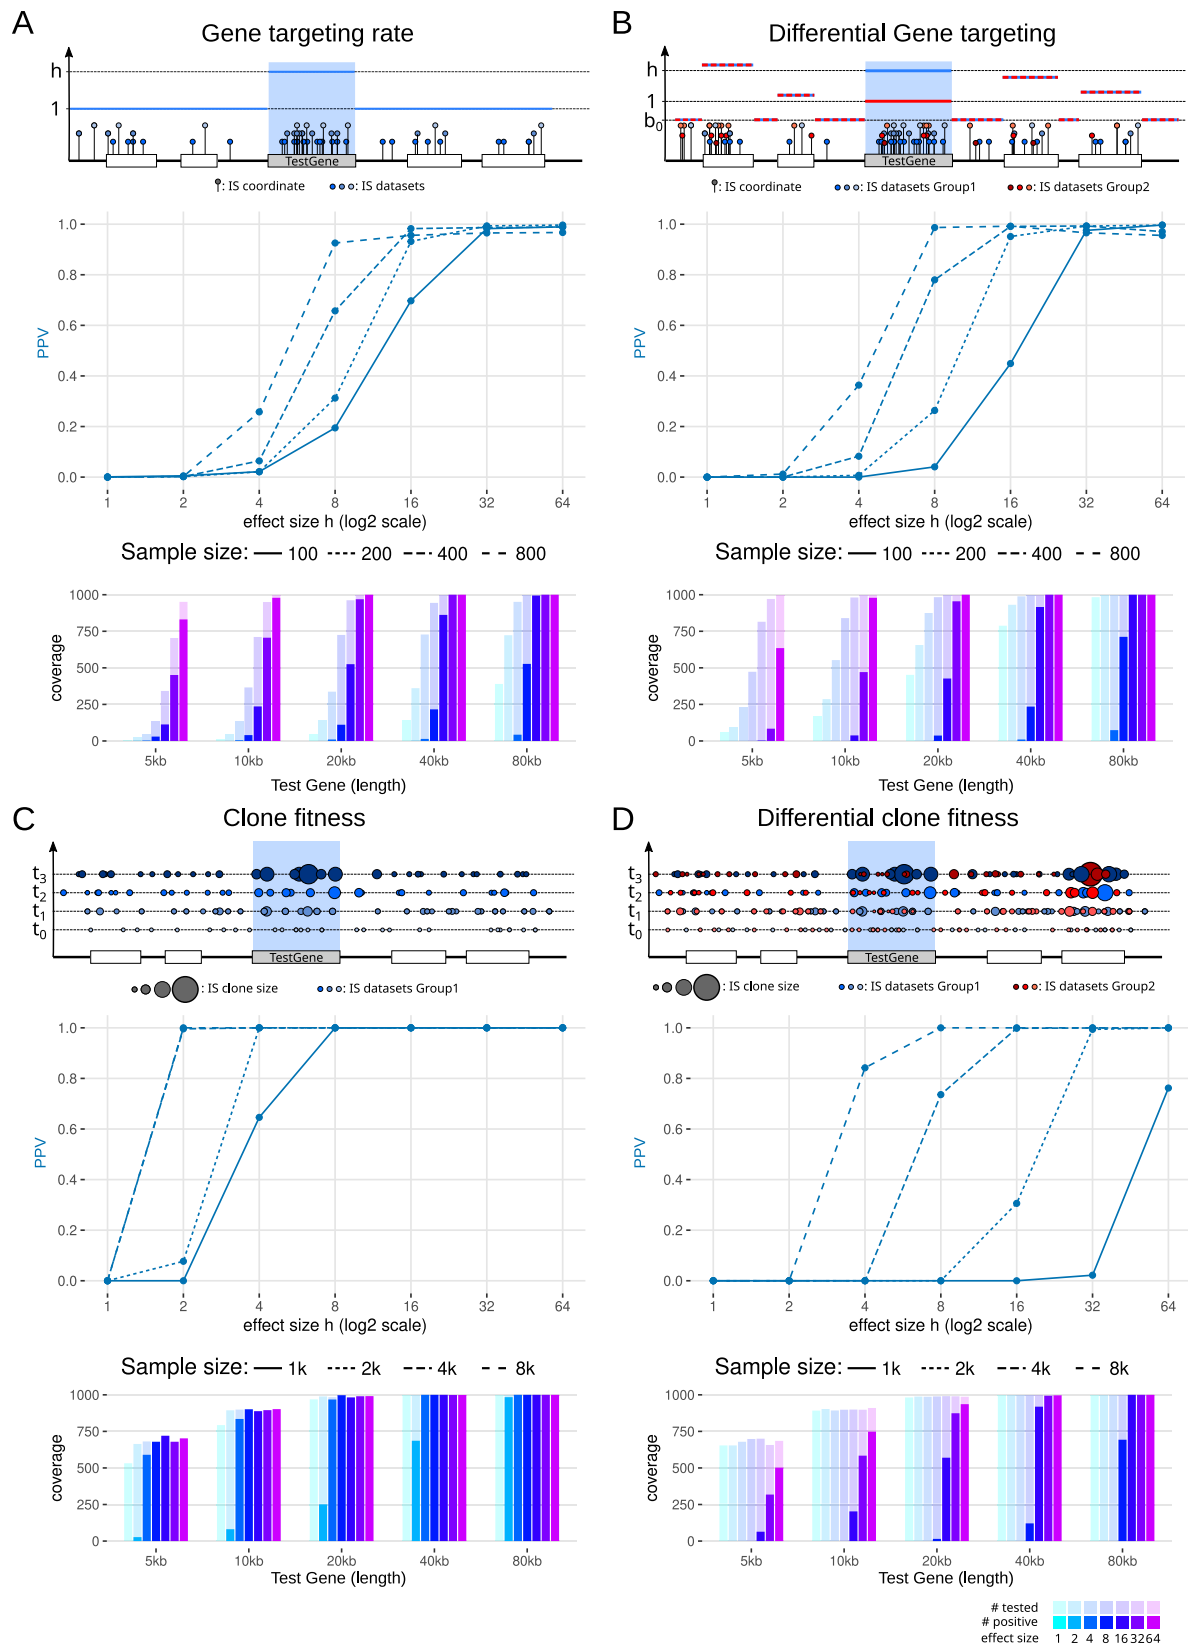 A
Gene targeting rate
h
1
TestGene
: IS coordinate
: IS datasets
1.0
0.8
0.6
0.4
0.2
0.0
PPV
1 2 4 8 16 32 64
effect size h (log2 scale)
Sample size: 100 200 400 800
1000
750
500
250
0
coverage
5kb 10kb 20kb 40kb 80kb
Test Gene (length)
B
Differential Gene targeting
h
1
b0
TestGene
: IS coordinate
: IS datasets Group1
: IS datasets Group2
1.0
0.8
0.6
0.4
0.2
0.0
PPV
1 2 4 8 16 32 64
effect size h (log2 scale)
Sample size: 100 200 400 800
1000
750
500
250
0
coverage
5kb 10kb 20kb 40kb 80kb
Test Gene (length)
C
Clone fitness
t3
t2
t1
t0
TestGene
: IS clone size
: IS datasets Group1
1.0
0.8
0.6
0.4
0.2
0.0
PPV
1 2 4 8 16 32 64
effect size h (log2 scale)
Sample size: 1k 2k 4k 8k
1000
750
500
250
0
coverage
5kb 10kb 20kb 40kb 80kb
Test Gene (length)
D
Differential clone fitness
t3
t2
t1
t0
TestGene
: IS clone size
: IS datasets Group1
: IS datasets Group2
1.0
0.8
0.6
0.4
0.2
0.0
PPV
1 2 4 8 16 32 64
effect size h (log2 scale)
Sample size: 1k 2k 4k 8k
1000
750
500
250
0
coverage
5kb 10kb 20kb 40kb 80kb
Test Gene (length)
# tested
# positive
effect size 1 2 4 8 16 32 64